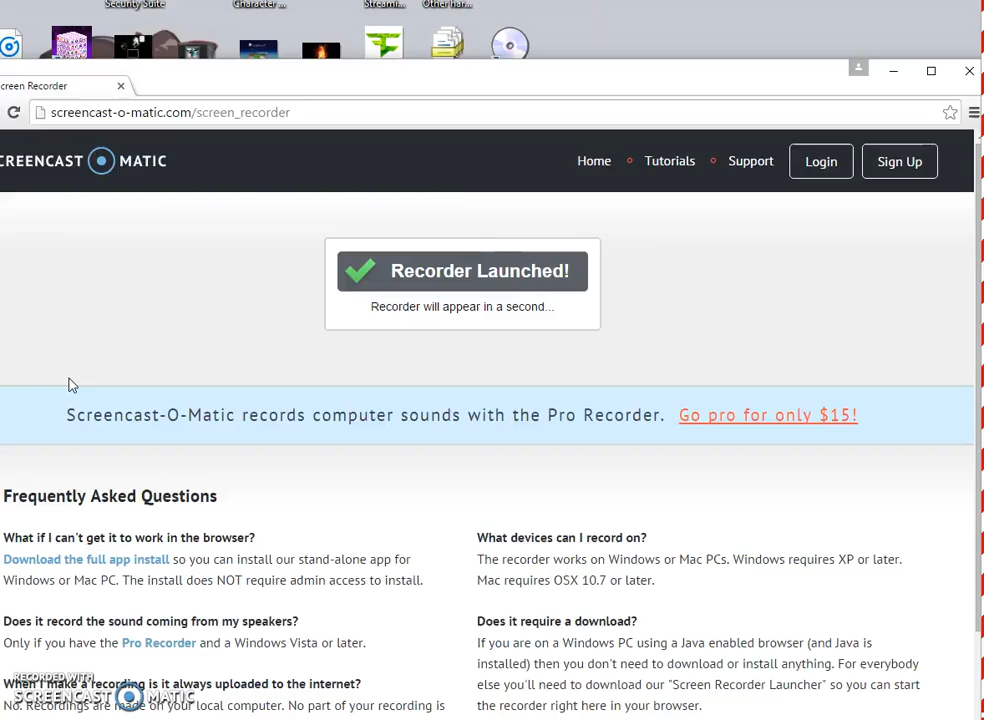 Security Suite
Character ...
Streami...
Other har...
creen Recorder
screencast-o-matic.com/screen_recorder
CREENCAST MATIC
Home
Tutorials
Support
Login
Sign Up
Recorder Launched!
Recorder will appear in a second...
Screencast-O-Matic records computer sounds with the Pro Recorder. Go pro for only $15!
Frequently Asked Questions
What if I can't get it to work in the browser?
Download the full app install so you can install our stand-alone app for
Windows or Mac PC. The install does NOT require admin access to install.
Does it record the sound coming from my speakers?
Only if you have the Pro Recorder and a Windows Vista or later.
When I make a recording is it always uploaded to the internet?
No. Recordings are made on your local computer. No part of your recording is
What devices can I record on?
The recorder works on Windows or Mac PCs. Windows requires XP or later.
Mac requires OSX 10.7 or later.
Does it require a download?
If you are on a Windows PC using a Java enabled browser (and Java is
installed) then you don't need to download or install anything. For everybody
else you'll need to download our "Screen Recorder Launcher" so you can start
the recorder right here in your browser.
RECORDED WITH
SCREENCAST MATIC